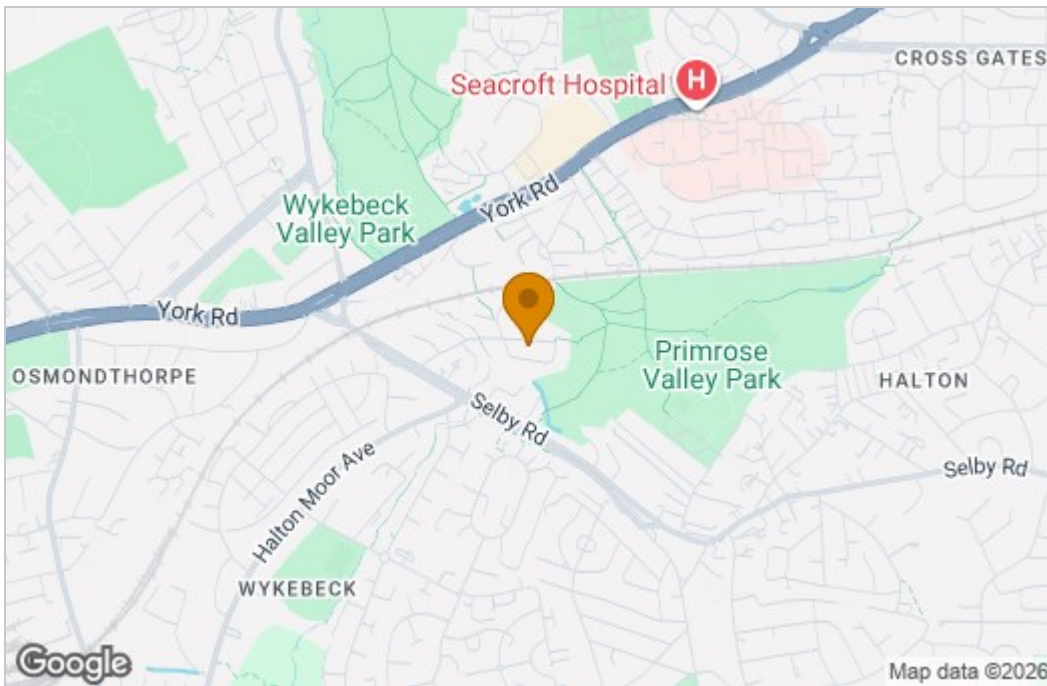 CROSS GATES
Seacroft Hospital
H
York Rd
Wykebeck
Valley Park
York Rd
Primrose
Valley Park
OSMONDTHORPE
HALTON
Selby Rd
Selby Rd
Halton Moor Ave
WYKEBECK
Google
Map data ©2026